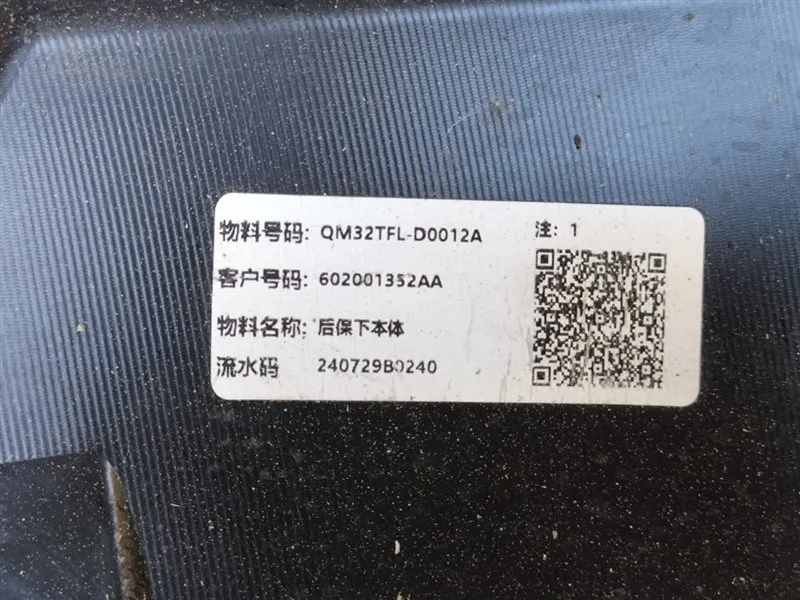 物料号码: QM32TFL-D0012A
注: 1
客户号码: 602001352AA
物料名称: 后保下本体
流水码 240729B0240